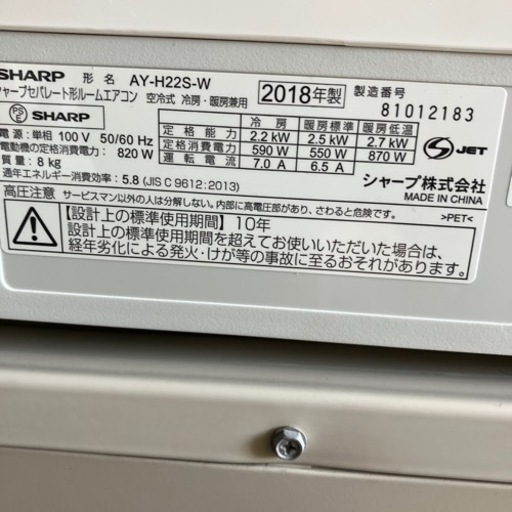 SHARP 形名 AY-H22S-W 2018年製 製造番号
シャープセパレート形ルームエアコン 空冷式 冷房・暖房兼用 81012183
PSE SHARP
定格能力 冷房 2.2 kW 暖房標準 2.5 kW 暖房低温 2.7 kW
電源:単相 100 V 50/60 Hz 定格消費電力 590 W 550 W 870 W
電動機の定格消費電力: 820 W 運転電流 7.0 A 6.5 A
S JET
質量: 8 kg
通年エネルギー消費効率:5.8 (JIS C 9612:2013)
シャープ株式会社
MADE IN CHINA
高圧注意 サービスマン以外の人は分解しない。内部に高電圧部があり、さわると危険です。
>PET<
【設計上の標準使用期間】10年
設計上の標準使用期間を超えてお使いいただいた場合は、
経年劣化による発火・けが等の事故に至るおそれがあります。